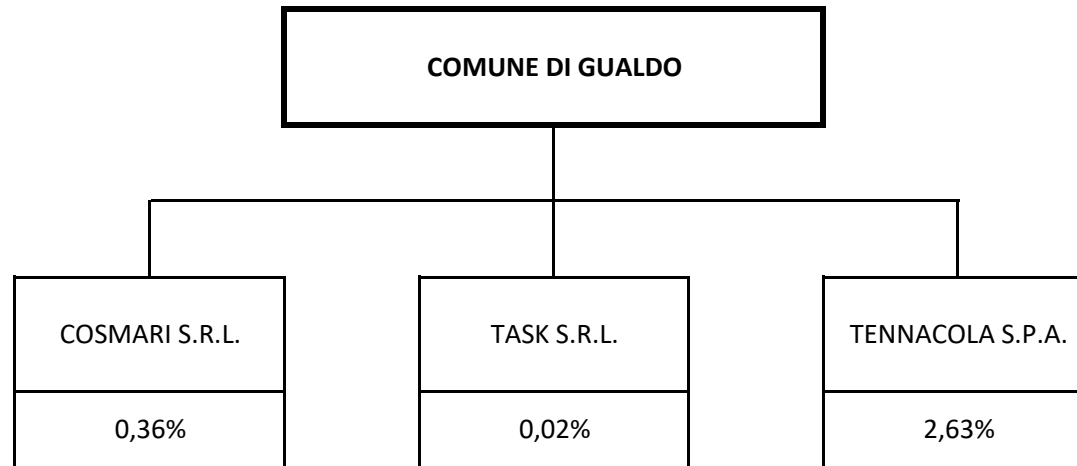 COMUNE DI GUALDO
COSMARI S.R.L.
TASK S.R.L.
TENNACOLA S.P.A.
0,36%
0,02%
2,63%